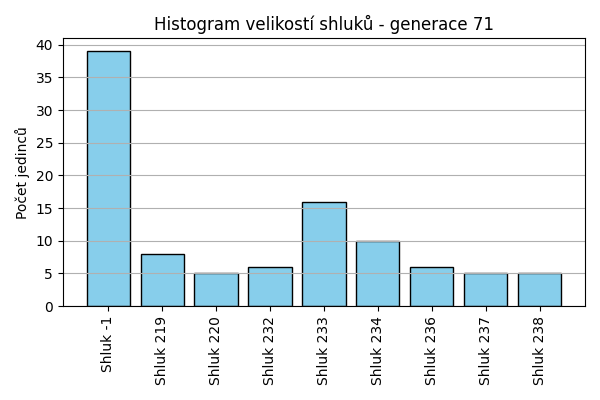 Histogram velikostí shluků - generace 71
Počet jedinců
40
35
30
25
20
15
10
5
0
Shluk -1
Shluk 219
Shluk 220
Shluk 232
Shluk 233
Shluk 234
Shluk 236
Shluk 237
Shluk 238